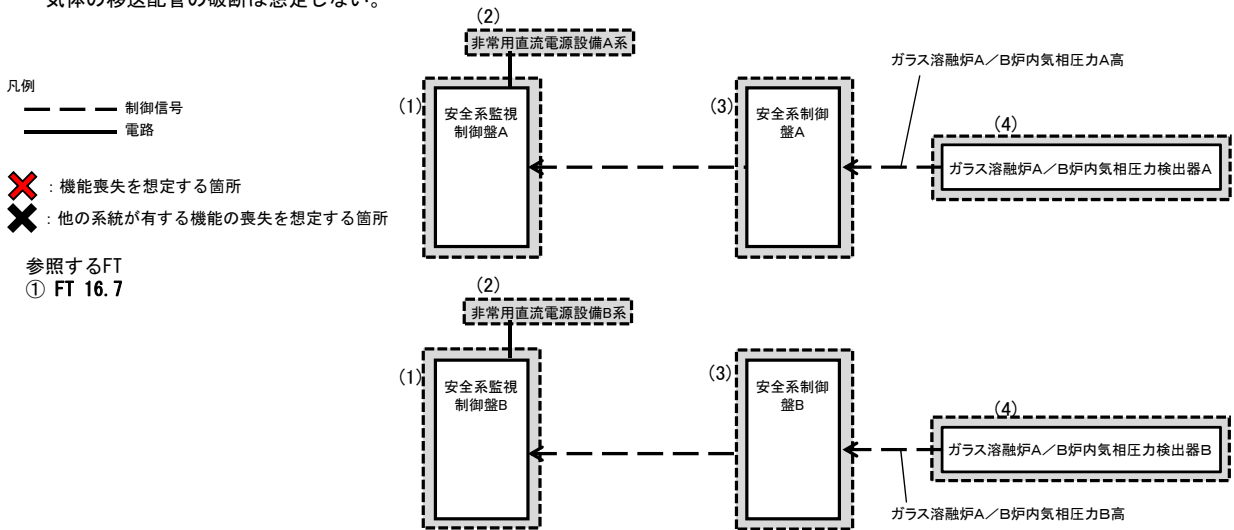 気体の移送配管の破断は想定しない。
凡例
制御信号
電路
：機能喪失を想定する箇所
：他の系統が有する機能の喪失を想定する箇所
参照するFT
① FT 16.7
(2)
非常用直流電源設備A系
(1)
安全系監視
制御盤A
(3)
安全系制御
盤A
ガラス溶融炉A／B炉内気相圧力A高
(4)
ガラス溶融炉A／B炉内気相圧力検出器A
(2)
非常用直流電源設備B系
(1)
安全系監視
制御盤B
(3)
安全系制御
盤B
(4)
ガラス溶融炉A／B炉内気相圧力検出器B
ガラス溶融炉A／B炉内気相圧力B高